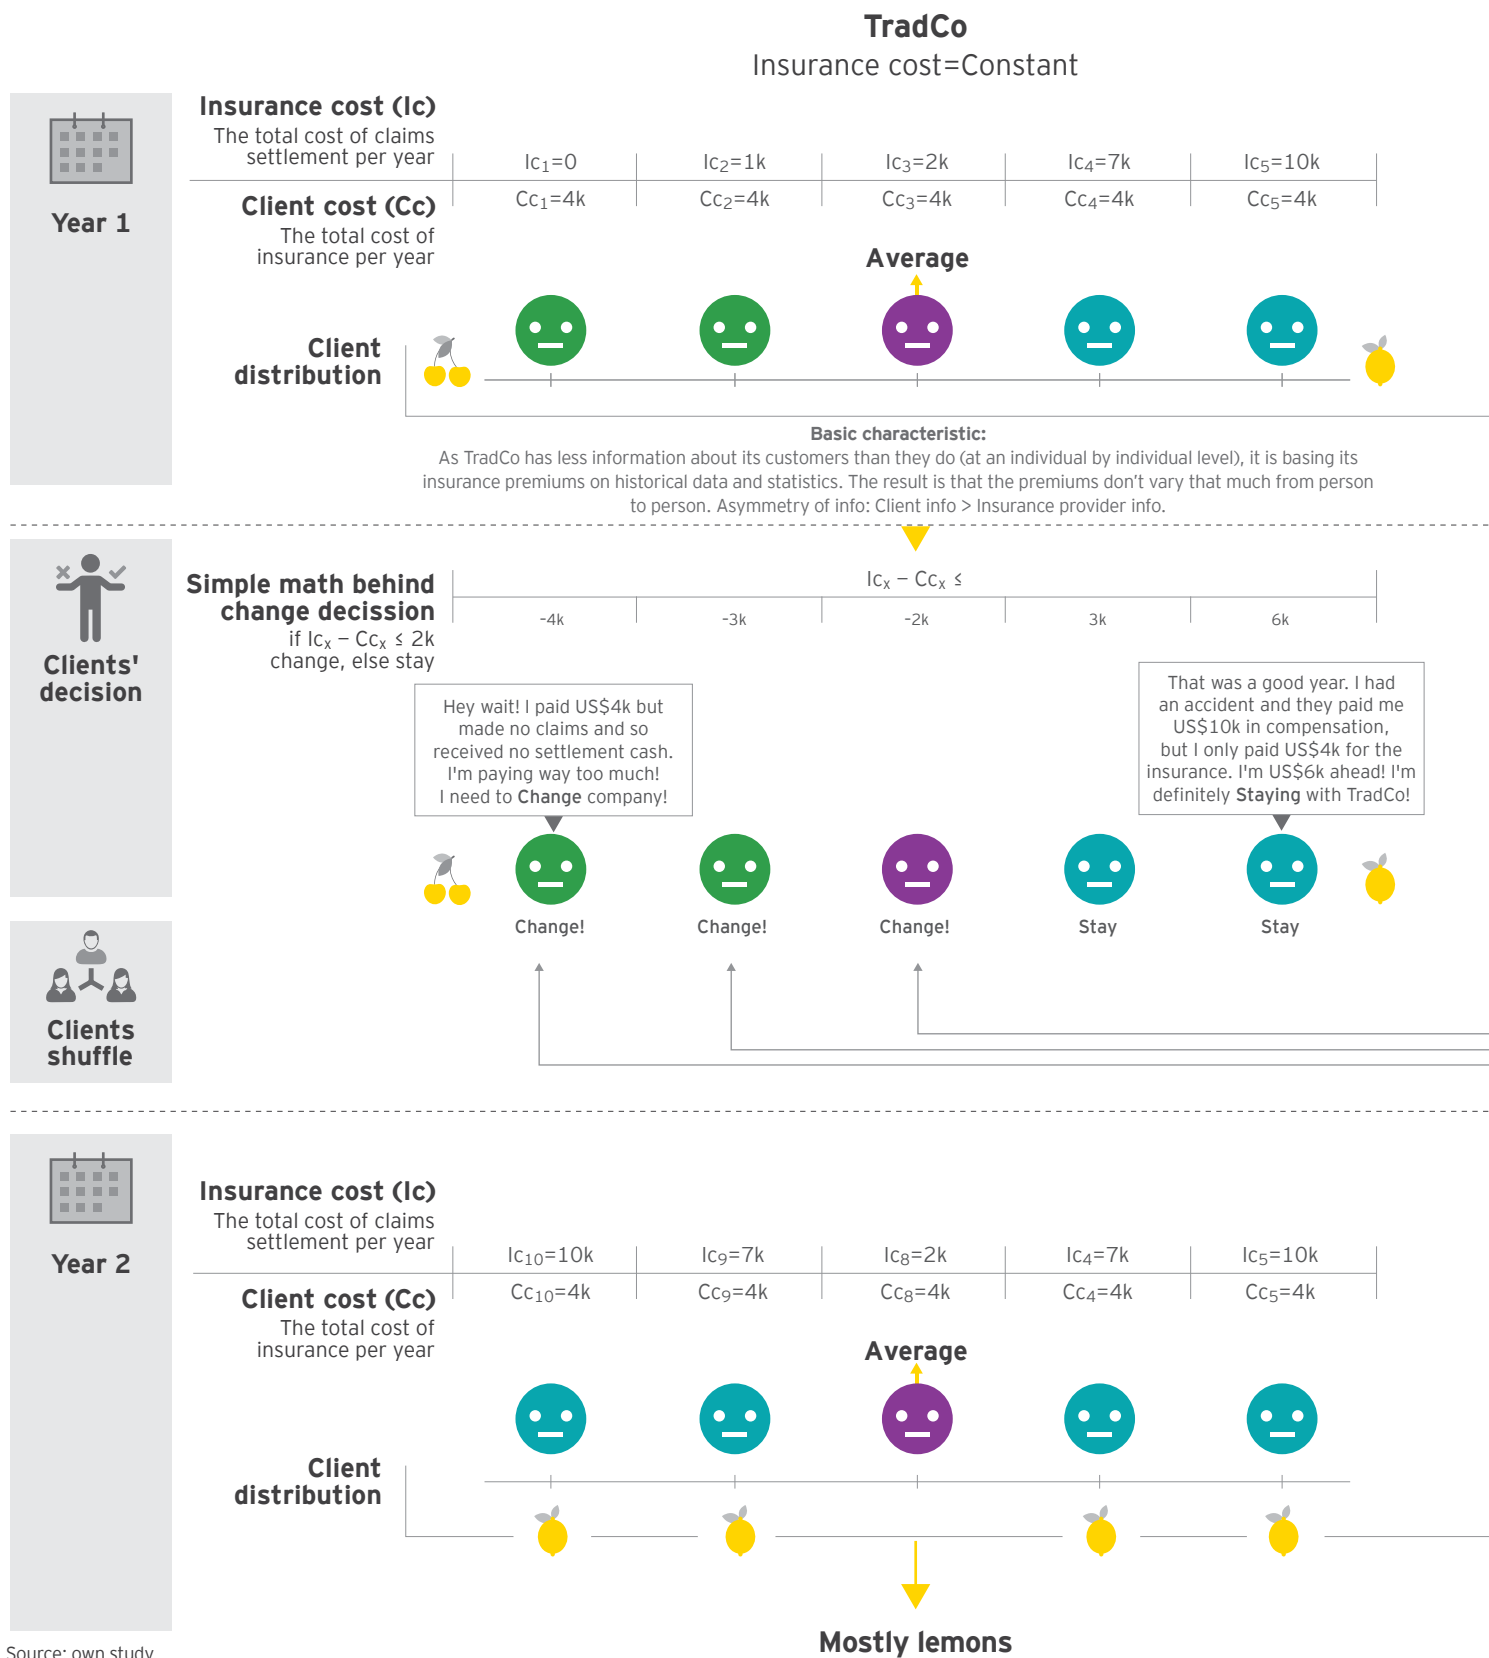 TradCo
Insurance cost=Constant
Year 1
Insurance cost (Ic)
The total cost of claims
settlement per year
Ic₁=0
Ic₂=1k
Ic₃=2k
Ic₄=7k
Ic₅=10k
Client cost (Cc)
The total cost of
insurance per year
Cc₁=4k
Cc₂=4k
Cc₃=4k
Cc₄=4k
Cc₅=4k
Average
Client
distribution
Basic characteristic:
As TradCo has less information about its customers than they do (at an individual by individual level), it is basing its
insurance premiums on historical data and statistics. The result is that the premiums don't vary that much from person
to person. Asymmetry of info: Client info > Insurance provider info.
Clients'
decision
Simple math behind
change decission
if Icₓ – Ccₓ ≤ 2k
change, else stay
Icₓ – Ccₓ ≤
-4k
-3k
-2k
3k
6k
Hey wait! I paid US$4k but
made no claims and so
received no settlement cash.
I'm paying way too much!
I need to Change company!
That was a good year. I had
an accident and they paid me
US$10k in compensation,
but I only paid US$4k for the
insurance. I'm US$6k ahead! I'm
definitely Staying with TradCo!
Change!
Change!
Change!
Stay
Stay
Clients
shuffle
Year 2
Insurance cost (Ic)
The total cost of claims
settlement per year
Ic₁₀=10k
Ic₉=7k
Ic₈=2k
Ic₄=7k
Ic₅=10k
Client cost (Cc)
The total cost of
insurance per year
Cc₁₀=4k
Cc₉=4k
Cc₈=4k
Cc₄=4k
Cc₅=4k
Average
Client
distribution
Mostly lemons
Source: own study